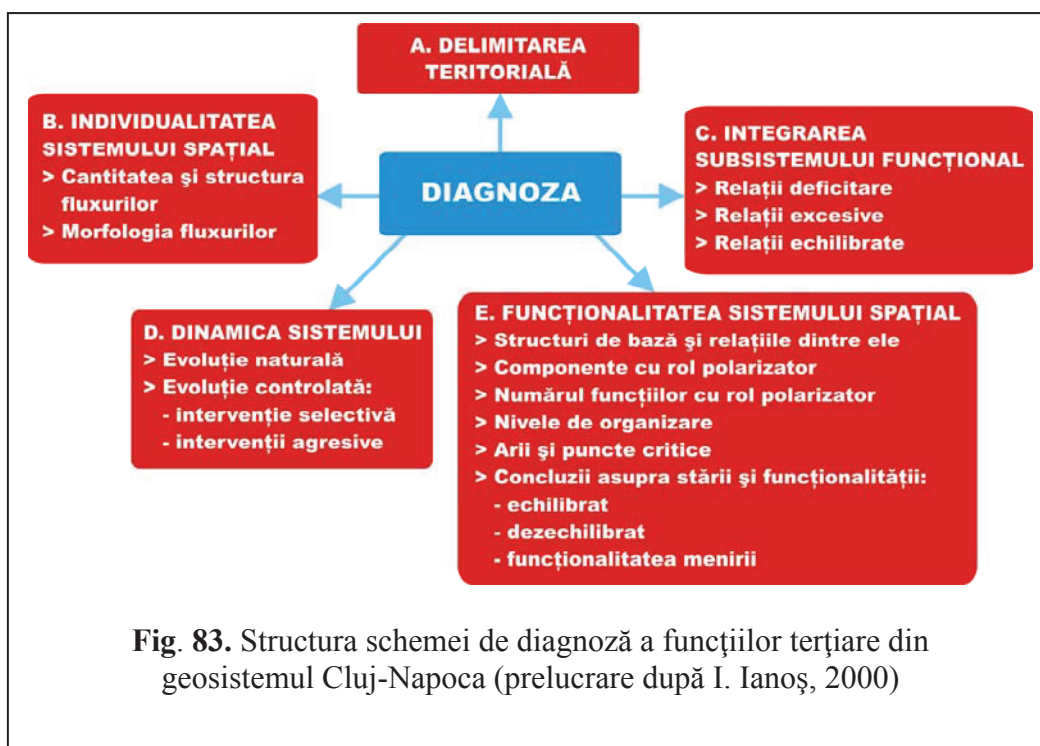 A. DELIMITAREA
TERITORIALĂ
B. INDIVIDUALITATEA
SISTEMULUI SPAȚIAL
> Cantitatea şi structura
fluxurilor
> Morfologia fluxurilor
C. INTEGRAREA
SUBSISTEMULUI FUNCȚIONAL
> Relații deficitare
> Relații excesive
> Relații echilibrate
DIAGNOZA
D. DINAMICA SISTEMULUI
> Evoluție naturală
> Evoluție controlată:
- intervenție selectivă
- intervenții agresive
E. FUNCȚIONALITATEA SISTEMULUI SPAȚIAL
> Structuri de bază şi relațiile dintre ele
> Componente cu rol polarizator
> Numărul funcțiilor cu rol polarizator
> Nivele de organizare
> Arii şi puncte critice
> Concluzii asupra stării şi funcționalității:
- echilibrat
- dezechilibrat
- funcționalitatea menirii
Fig. 83. Structura schemei de diagnoză a funcţiilor terţiare din
geosistemul Cluj-Napoca (prelucrare după I. Ianoş, 2000)